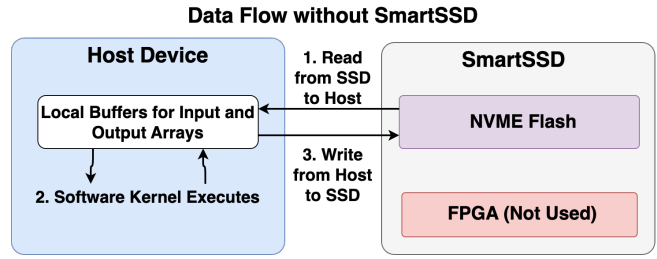 Data Flow without SmartSSD
Host Device
Local Buffers for Input and
Output Arrays
2. Software Kernel Executes
1. Read
from SSD
to Host
3. Write
from Host
to SSD
SmartSSD
NVME Flash
FPGA (Not Used)